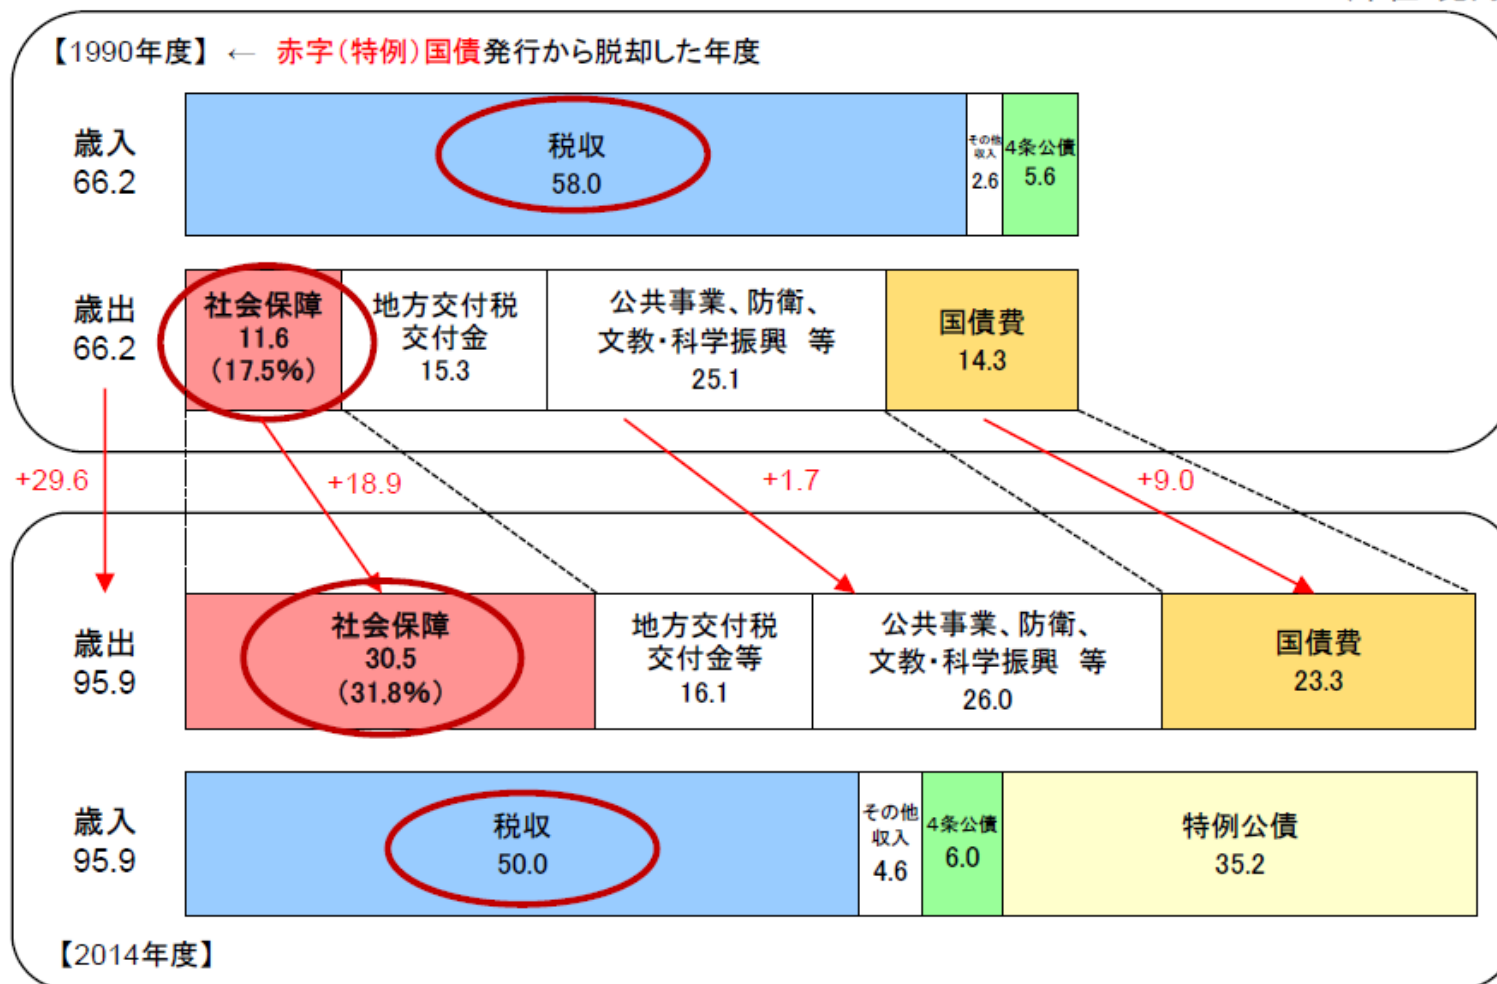 【1990年度】 ← 赤字(特例)国債発行から脱却した年度
歳入
66.2
税収
58.0
その他
収入
2.6
4条公債
5.6
歳出
66.2
社会保障
11.6
(17.5%)
地方交付税
交付金
15.3
公共事業、防衛、
文教・科学振興 等
25.1
国債費
14.3
+29.6
+18.9
+1.7
+9.0
歳出
95.9
社会保障
30.5
(31.8%)
地方交付税
交付金等
16.1
公共事業、防衛、
文教・科学振興 等
26.0
国債費
23.3
歳入
95.9
税収
50.0
その他
収入
4.6
4条公債
6.0
特例公債
35.2
【2014年度】